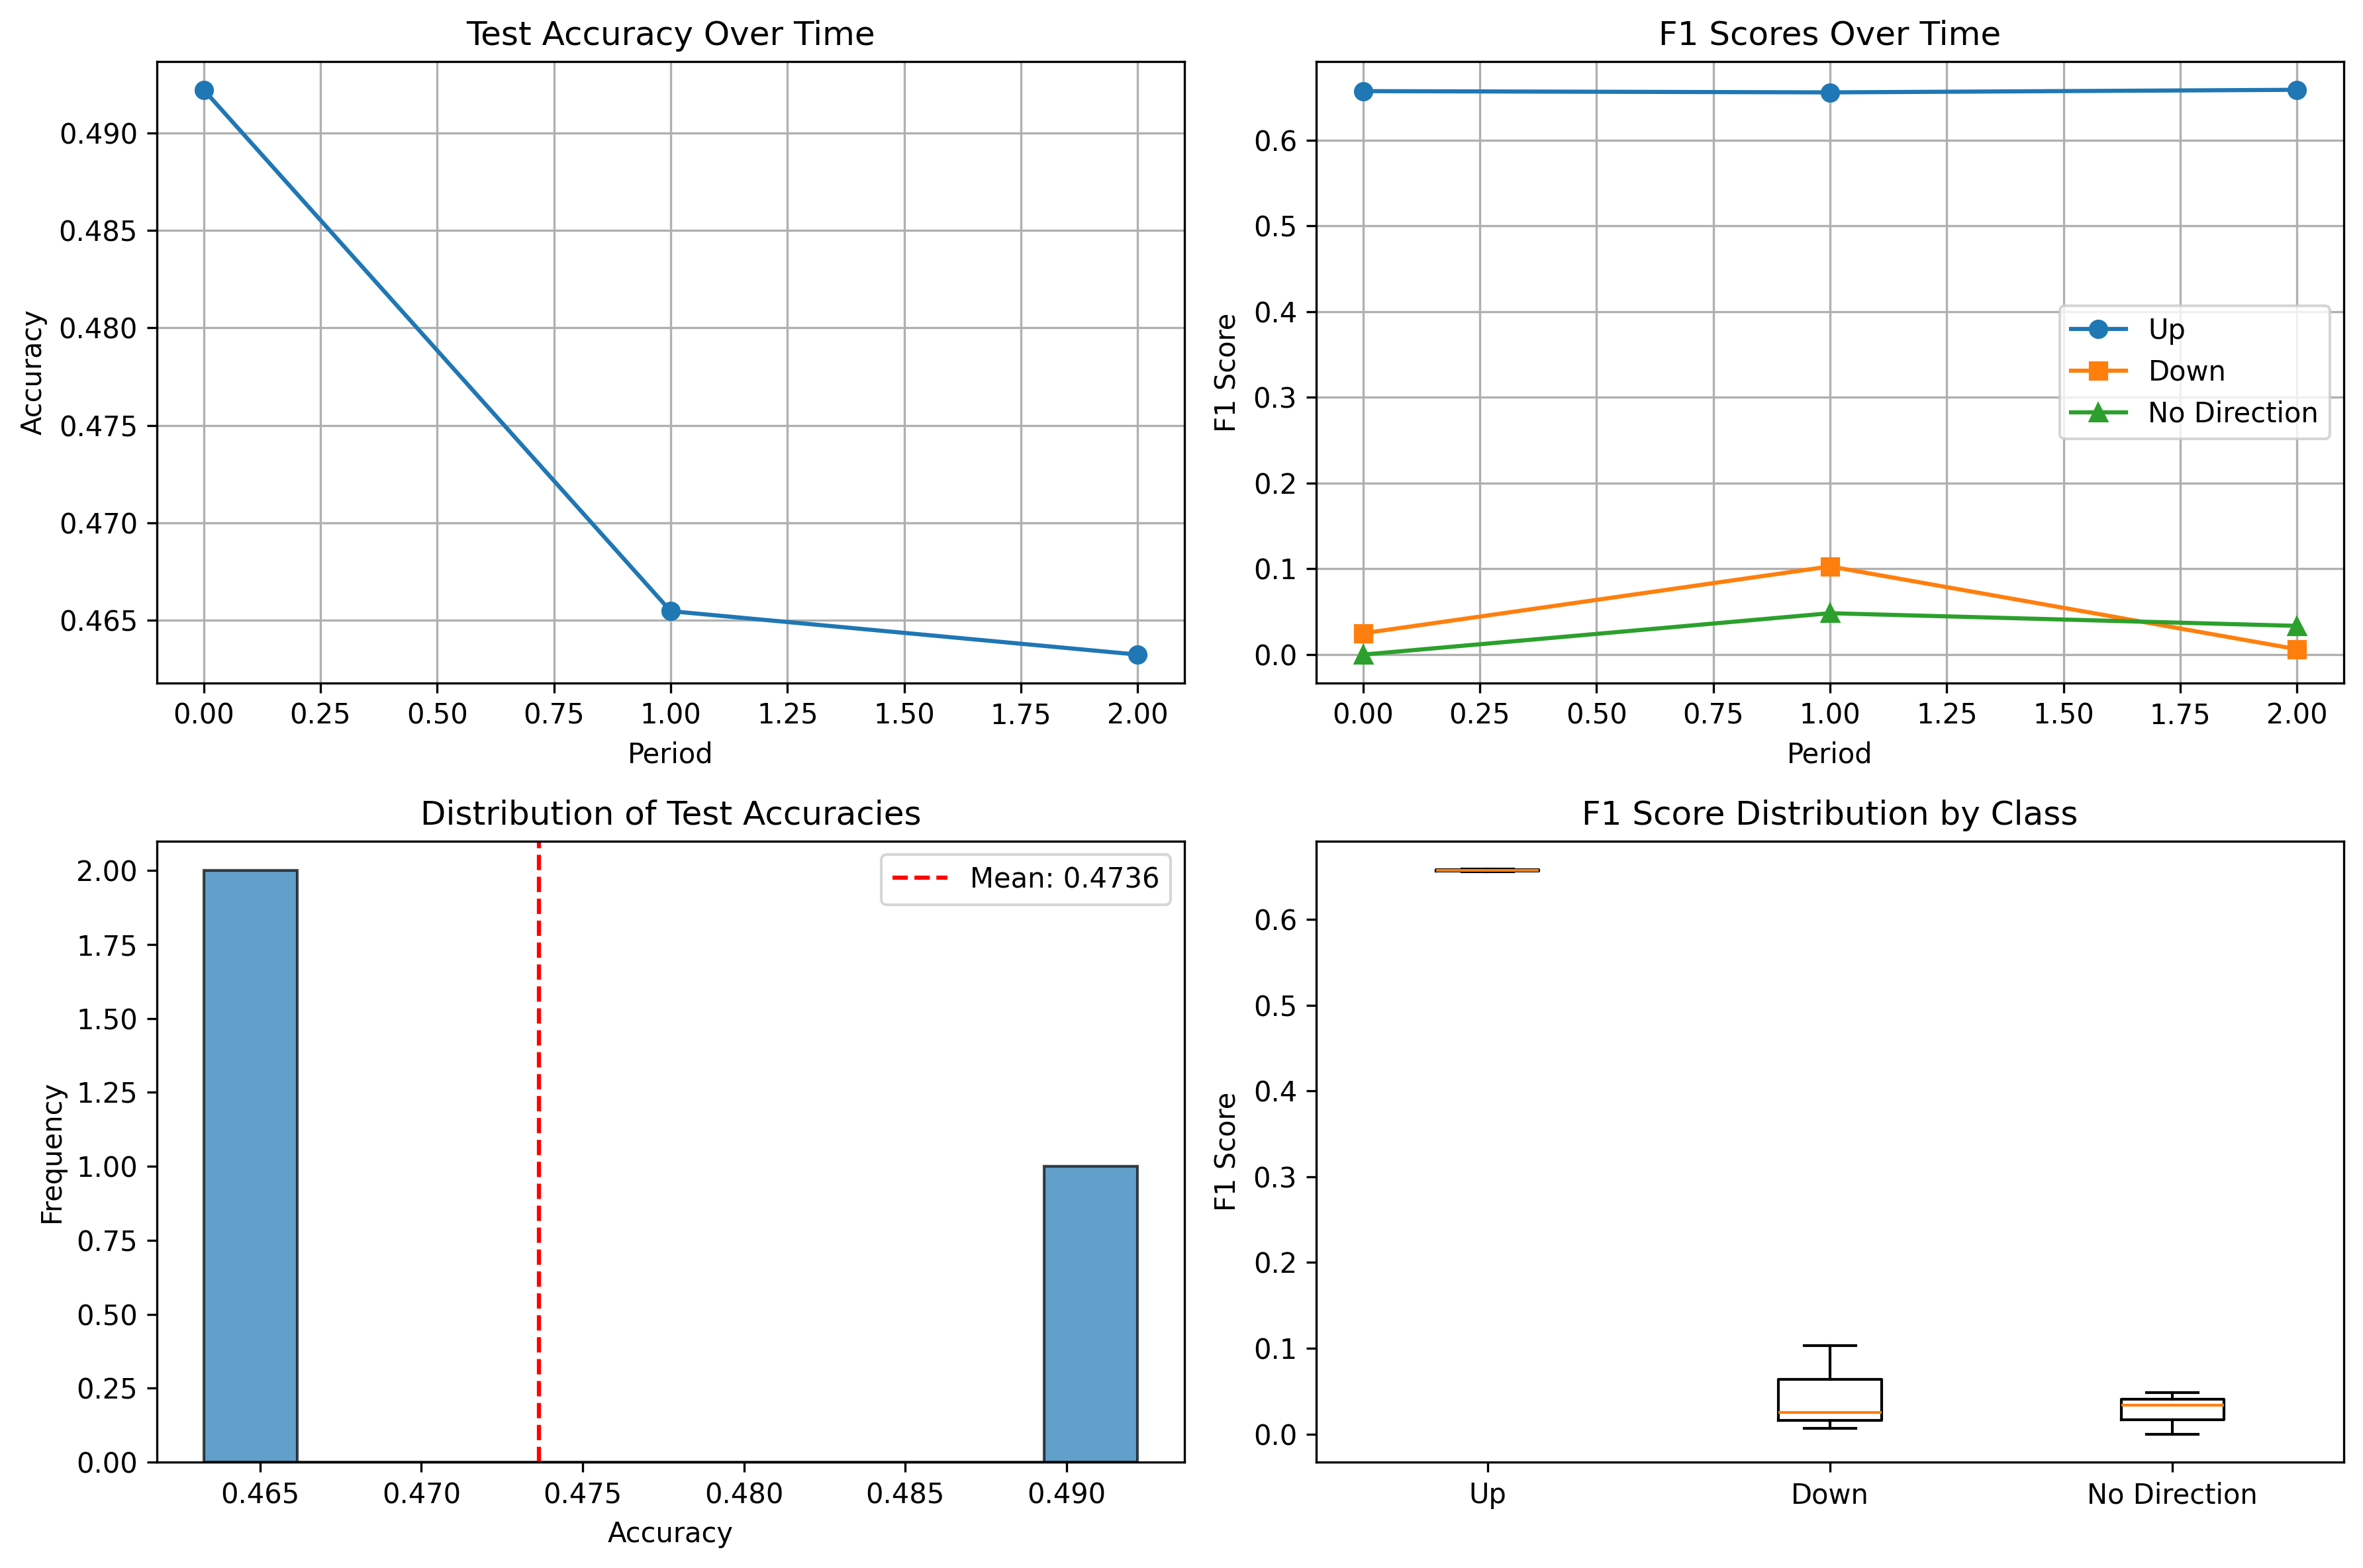 Test Accuracy Over Time
0.490
0.485
0.480
0.475
0.470
0.465
Accuracy
0.00 0.25 0.50 0.75 1.00 1.25 1.50 1.75 2.00
Period
F1 Scores Over Time
0.6
0.5
0.4
0.3
0.2
0.1
0.0
F1 Score
Up
Down
No Direction
0.00 0.25 0.50 0.75 1.00 1.25 1.50 1.75 2.00
Period
Distribution of Test Accuracies
Mean: 0.4736
2.00
1.75
1.50
1.25
1.00
0.75
0.50
0.25
0.00
Frequency
0.465 0.470 0.475 0.480 0.485 0.490
Accuracy
F1 Score Distribution by Class
0.6
0.5
0.4
0.3
0.2
0.1
0.0
F1 Score
Up Down No Direction